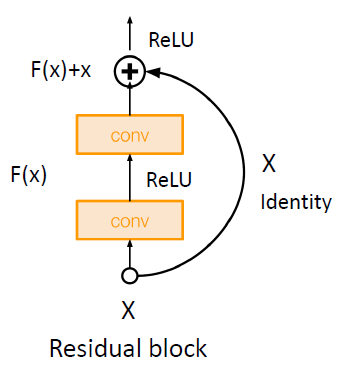 ReLU
F(x)+x
conv
F(x)
ReLU
X
Identity
conv
X
Residual block